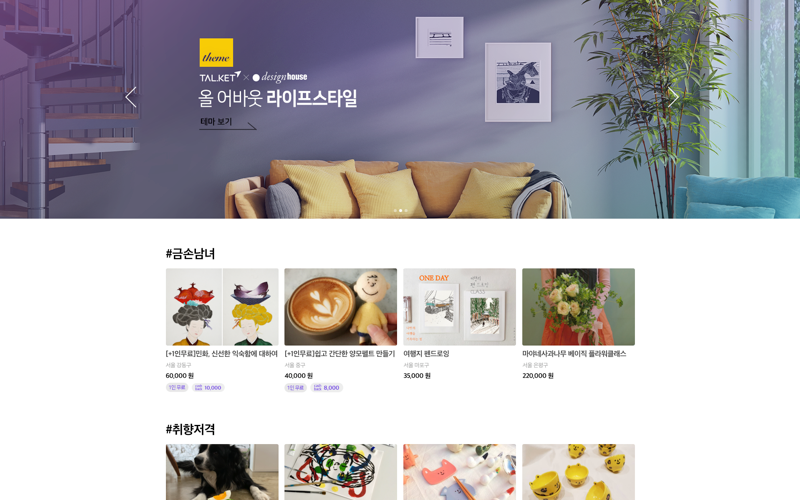 theme
TALKET × design house
올 어바웃 라이프스타일
테마 보기
#금손남녀
ONE DAY
[+1인무료]민화, 신선한 익숙함에 대하여
서울 강동구
60,000 원
1인 무료
10,000
[+1인무료]쉽고 간단한 양모펠트 만들기
서울 중구
40,000 원
1인 무료
8,000
여행지 펜드로잉
서울 마포구
35,000 원
마이네사과나무 베이직 플라워클래스
서울 은평구
220,000 원
#취향저격